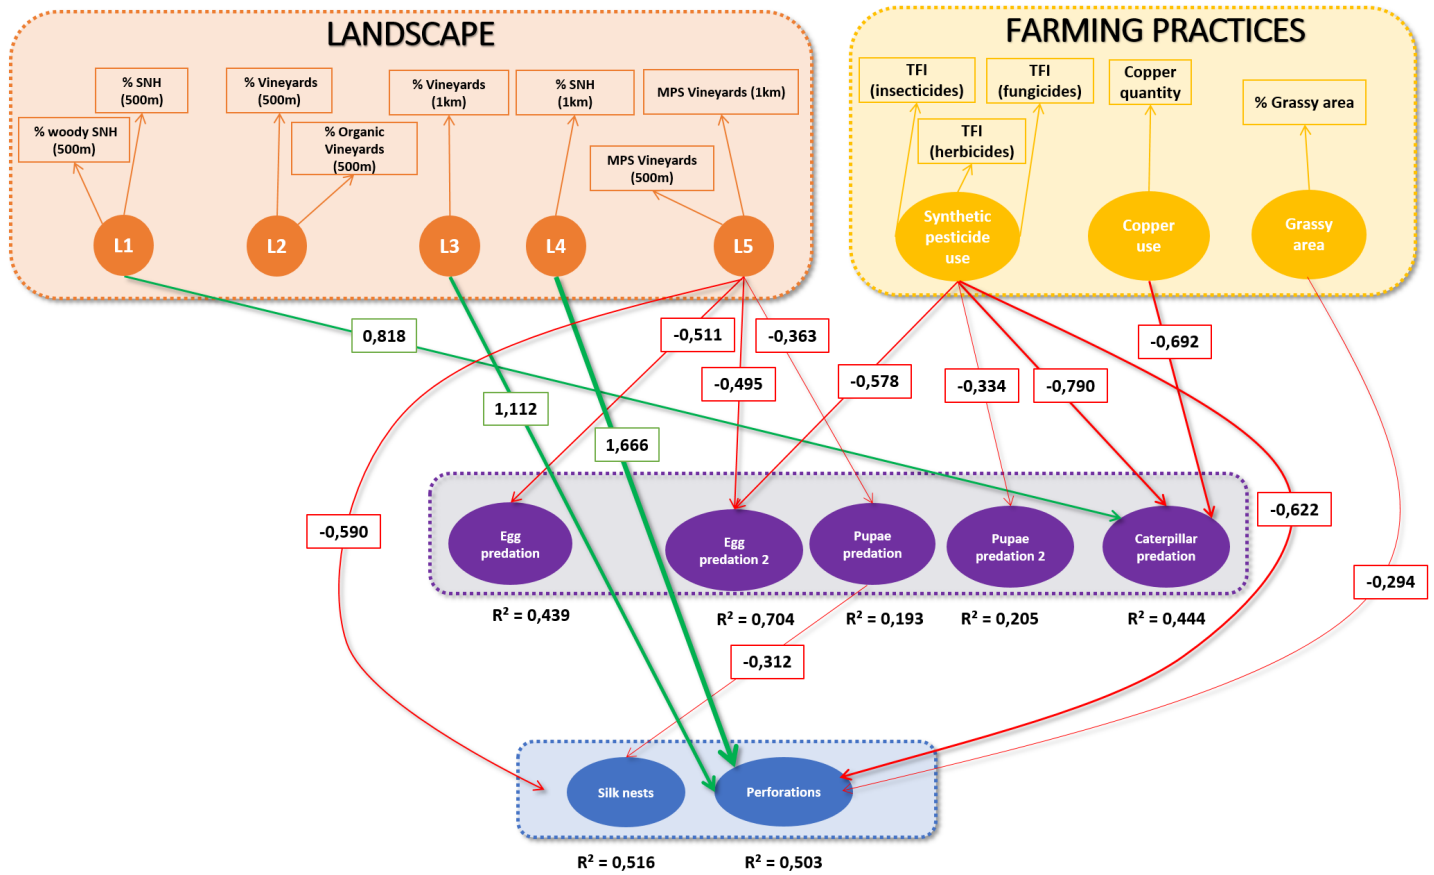 LANDSCAPE
FARMING PRACTICES
% SNH
(500m)
% Vineyards
(500m)
% Vineyards
(1km)
% SNH
(1km)
MPS Vineyards (1km)
% woody SNH
(500m)
% Organic
Vineyards
(500m)
MPS Vineyards
(500m)
TFI
(insecticides)
TFI
(fungicides)
Copper
quantity
% Grassy area
TFI
(herbicides)
L1
L2
L3
L4
L5
Synthetic
pesticide
use
Copper
use
Grassy
area
0,818
-0,511
-0,363
-0,692
-0,495
-0,578
-0,334
-0,790
1,112
1,666
-0,590
-0,622
-0,294
Egg
predation
Egg
predation 2
Pupae
predation
Pupae
predation 2
Caterpillar
predation
R² = 0,439
R² = 0,704
R² = 0,193
R² = 0,205
R² = 0,444
-0,312
Silk nests
Perforations
R² = 0,516
R² = 0,503